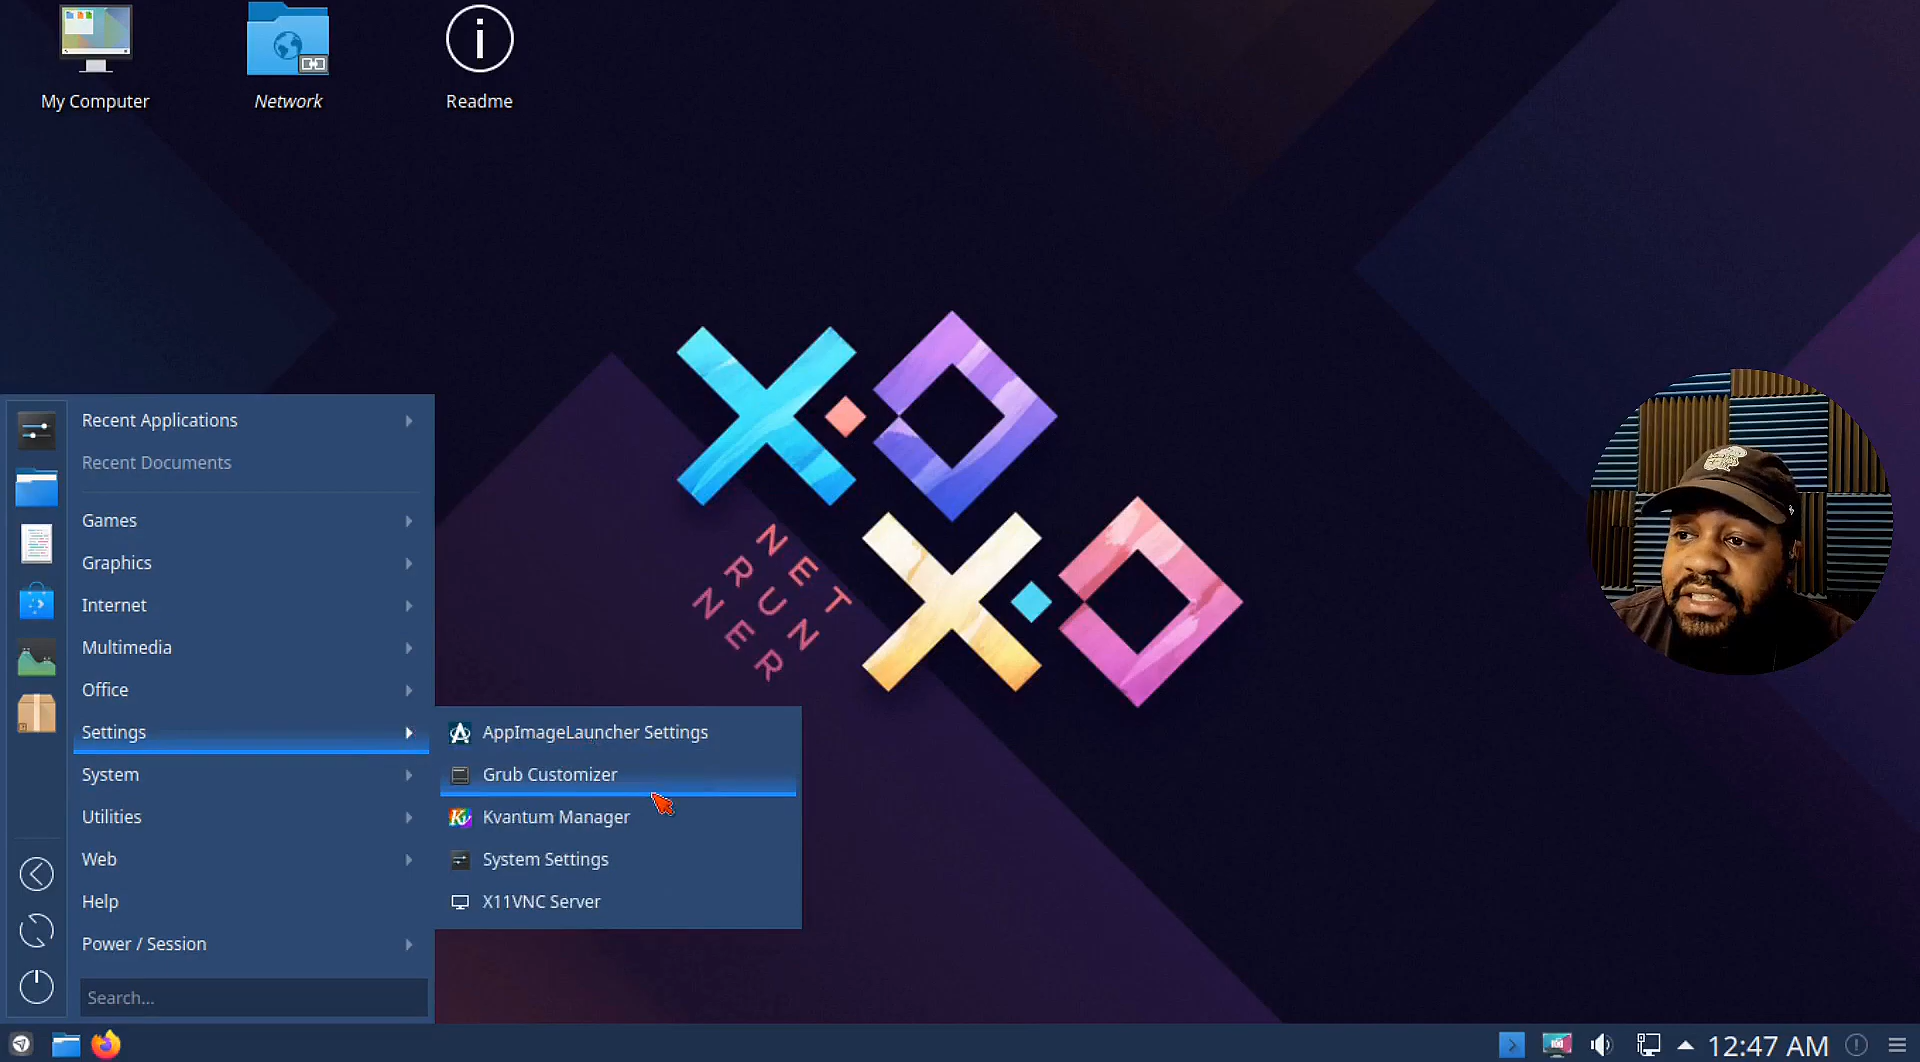 My Computer
Network
Readme
Recent Applications
Recent Documents
Games
Graphics
Internet
Multimedia
Office
Settings
System
Utilities
Web
Help
Power / Session
Search...
AppImageLauncher Settings
Grub Customizer
Kvantum Manager
System Settings
X11VNC Server
X O
X O
NET
RUN
NER
12:47 AM